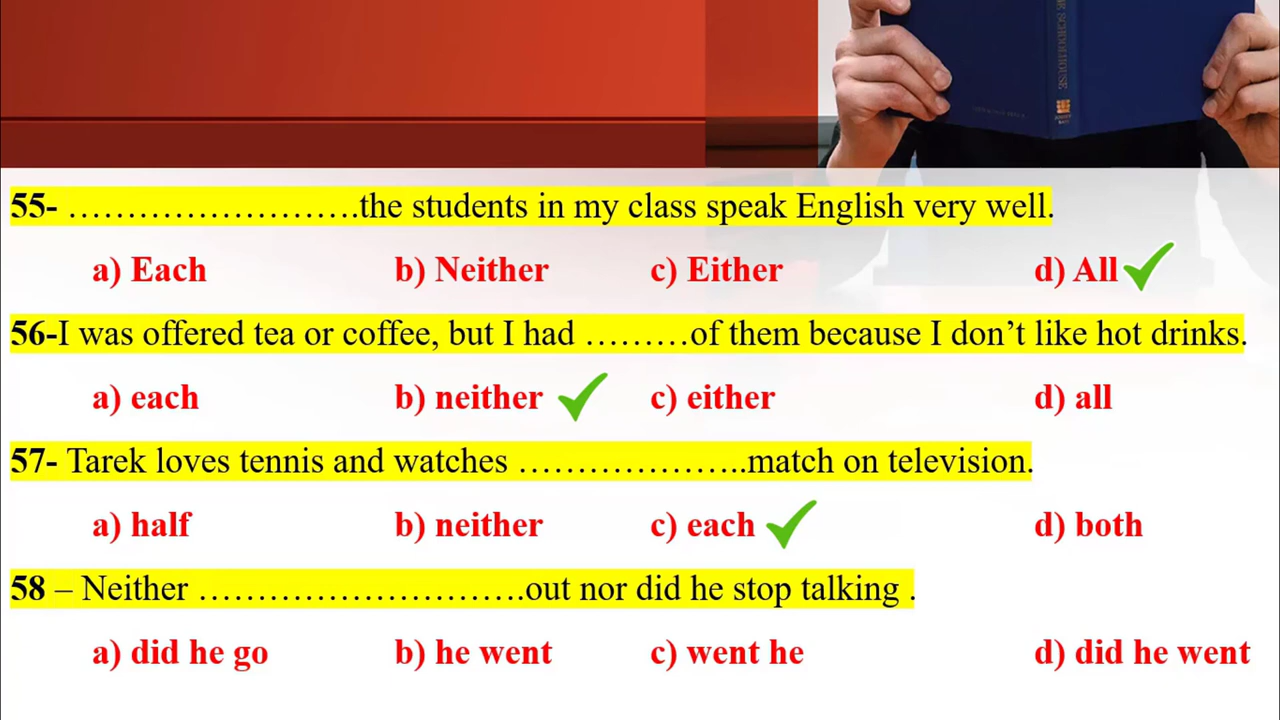 55- ……………………….the students in my class speak English very well.
a) Each b) Neither c) Either d) All
56-I was offered tea or coffee, but I had ………of them because I don’t like hot drinks.
a) each b) neither c) either d) all
57- Tarek loves tennis and watches …………………..match on television.
a) half b) neither c) each d) both
58 – Neither ………………………….out nor did he stop talking .
a) did he go b) he went c) went he d) did he went